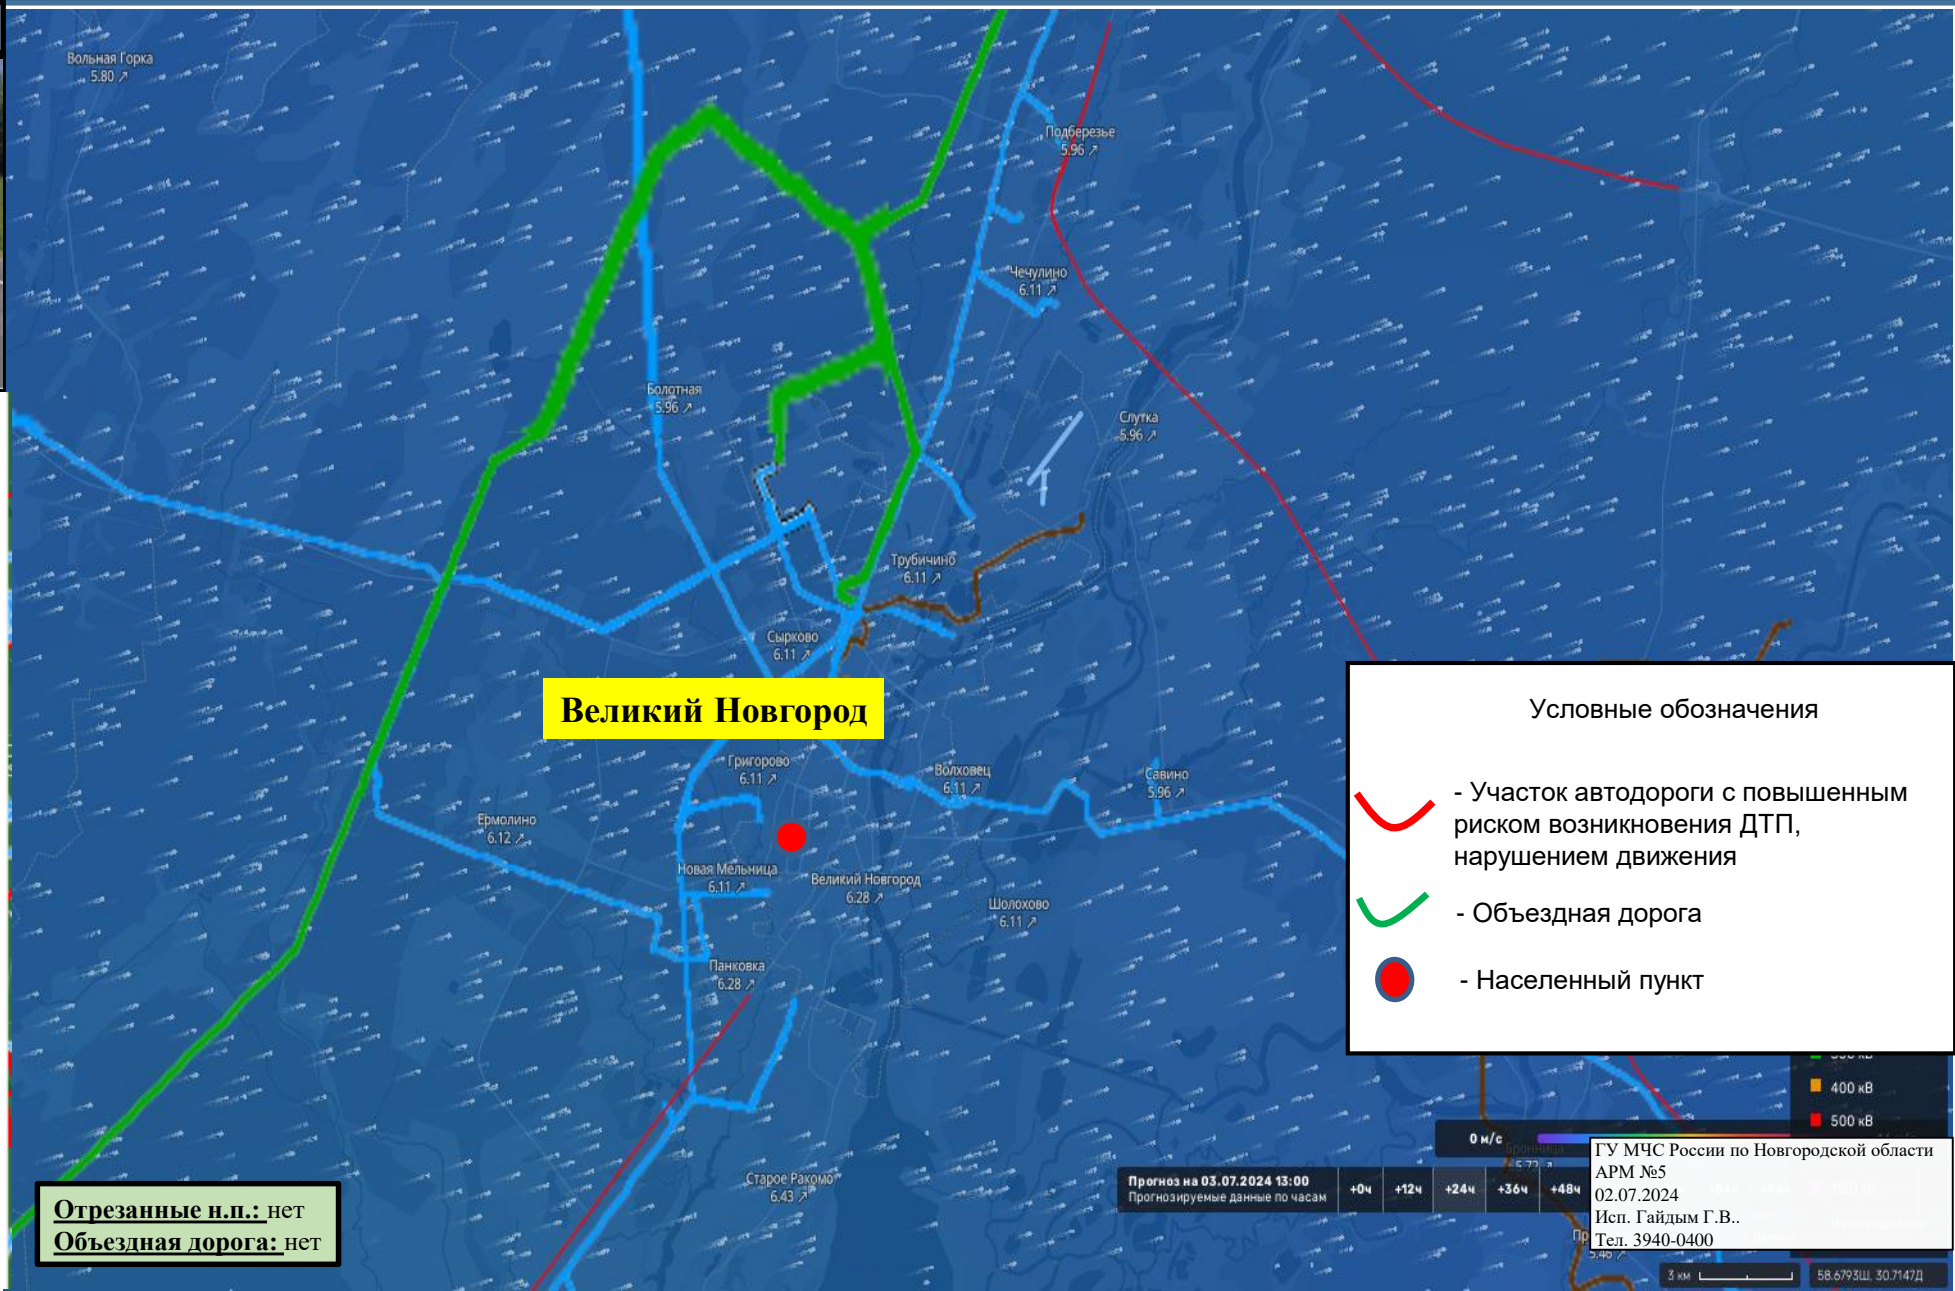 Вольная Горка
5.80 ↗
Подберезье
5.96 ↗
Чечулино
6.11 ↗
Болотная
5.96 ↗
Слутка
5.96 ↗
Трубичино
6.11 ↗
Сырково
6.11 ↗
Великий Новгород
Григорово
6.11 ↗
Волховец
6.11 ↗
Савино
5.96 ↗
Ермолино
6.12 ↗
Новая Мельница
6.11 ↗
Великий Новгород
6.28 ↗
Шолохово
6.11 ↗
Панковка
6.28 ↗
Старое Ракомо
6.43 ↗
Условные обозначения
- Участок автодороги с повышенным
риском возникновения ДТП,
нарушением движения
- Объездная дорога
- Населенный пункт
400 кВ
500 кВ
0 м/с
Бронница
5.72 ↗
Прогноз на 03.07.2024 13:00
Прогнозируемые данные по часам
+0ч +12ч +24ч +36ч +48ч
ГУ МЧС России по Новгородской области
АРМ №5
02.07.2024
Исп. Гайдым Г.В..
Тел. 3940-0400
Пр
5.46 ↗
3 км
58.6793Ш, 30.7147Д
Отрезанные н.п.: нет
Объездная дорога: нет